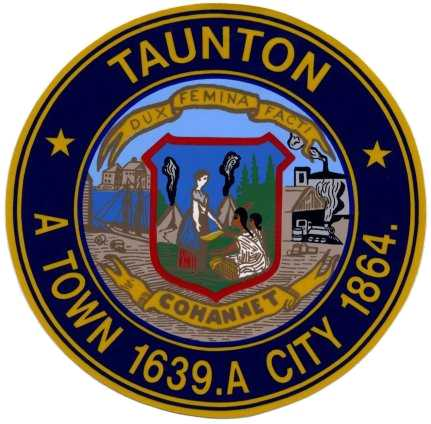 TAUNTON
DUX FEMINA FACTI
COHANNET
A TOWN 1639. A CITY 1864.